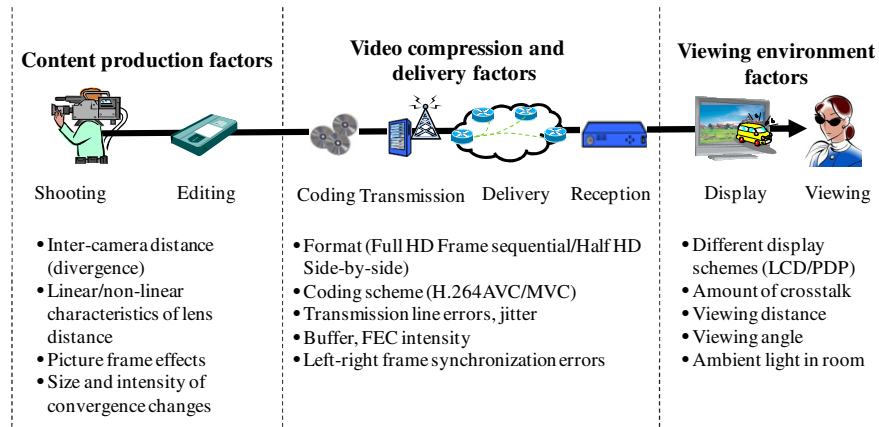 Content production factors
Video compression and
delivery factors
Viewing environment
factors
Shooting
Editing
Coding Transmission
Delivery
Reception
Display
Viewing
• Inter-camera distance
(divergence)
• Linear/non-linear
characteristics of lens
distance
• Picture frame effects
• Size and intensity of
convergence changes
• Format (Full HD Frame sequential/Half HD
Side-by-side)
• Coding scheme (H.264AVC/MVC)
• Transmission line errors, jitter
• Buffer, FEC intensity
• Left-right frame synchronization errors
• Different display
schemes (LCD/PDP)
• Amount of crosstalk
• Viewing distance
• Viewing angle
• Ambient light in room